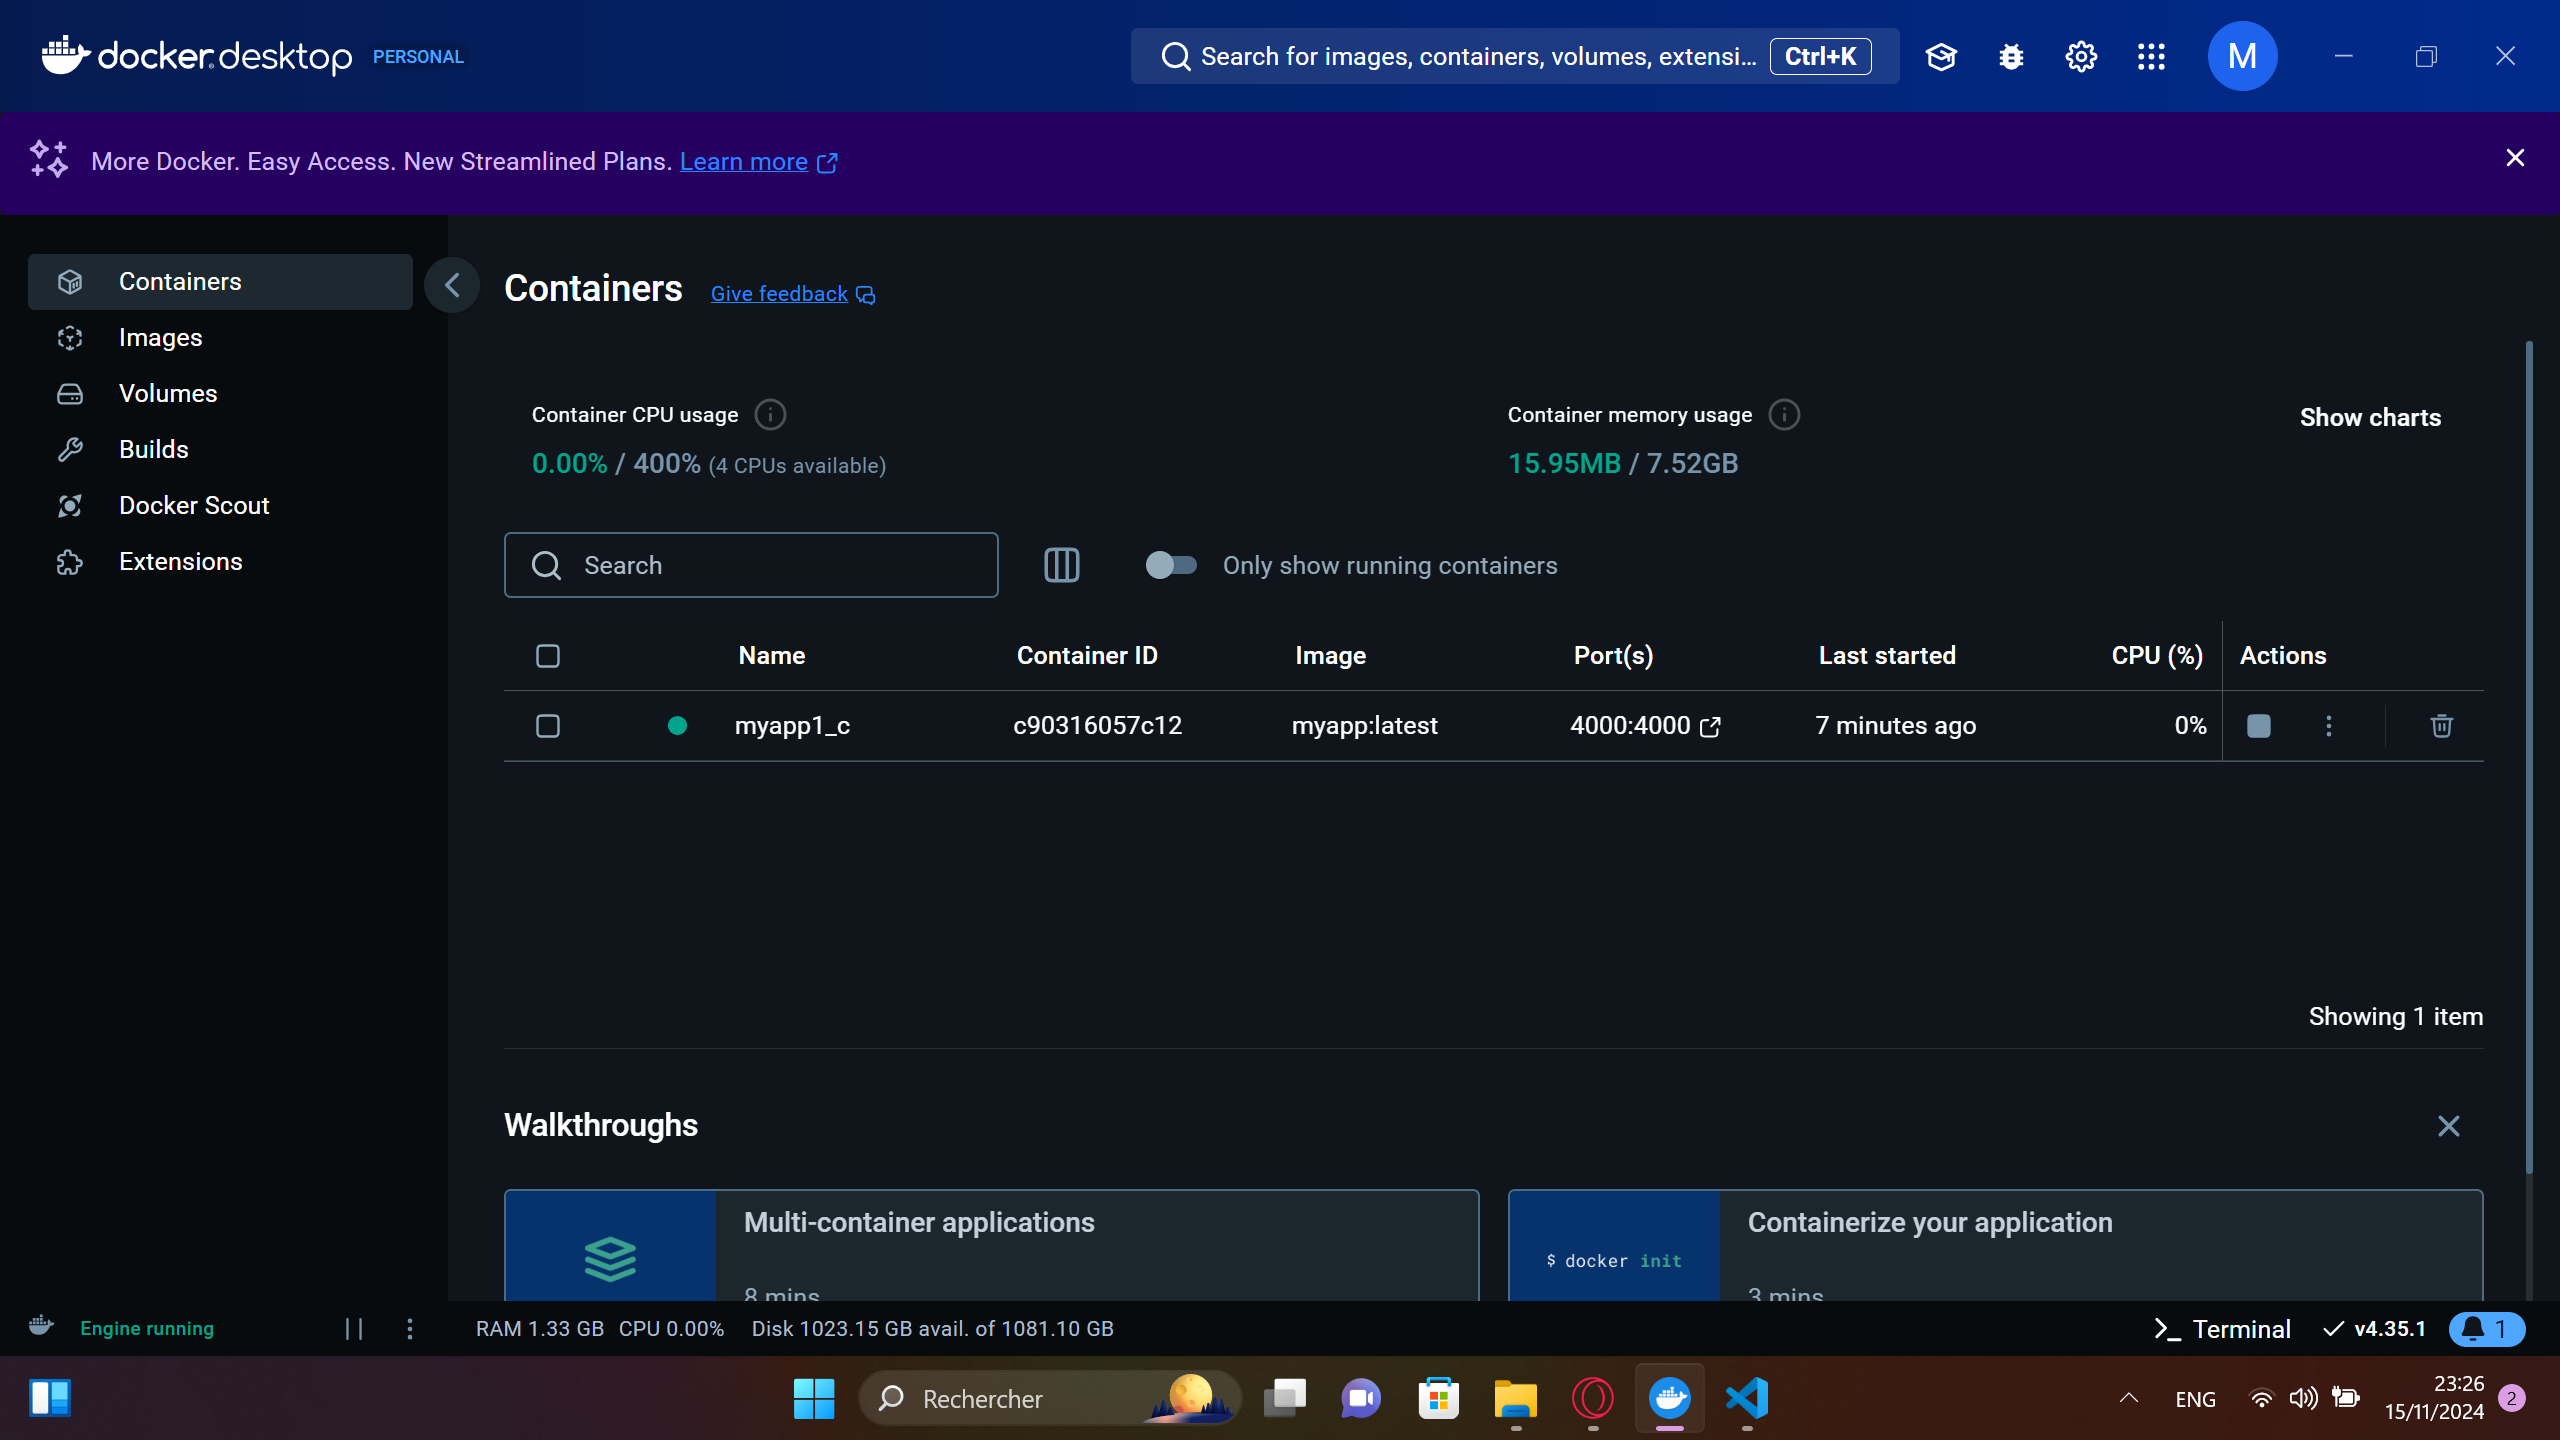 docker desktop PERSONAL
Search for images, containers, volumes, extensi... Ctrl+K
M
More Docker. Easy Access. New Streamlined Plans. Learn more
Containers
Images
Volumes
Builds
Docker Scout
Extensions
Containers Give feedback
Container CPU usage
0.00% / 400% (4 CPUs available)
Container memory usage
15.95MB / 7.52GB
Show charts
Search
Only show running containers
Name Container ID Image Port(s) Last started CPU (%) Actions
myapp1_c c90316057c12 myapp:latest 4000:4000 7 minutes ago 0%
Showing 1 item
Walkthroughs
Multi-container applications
8 mins
$ docker init
Containerize your application
3 mins
Engine running
RAM 1.33 GB CPU 0.00% Disk 1023.15 GB avail. of 1081.10 GB
Terminal
v4.35.1
1
Rechercher
ENG
23:26
15/11/2024
2